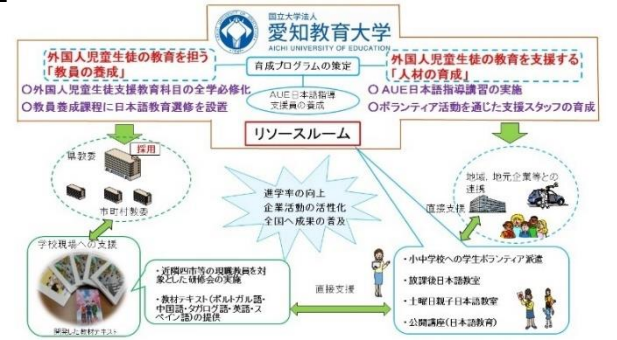 国立大学法人
愛知教育大学
AICHI UNIVERSITY OF EDUCATION
外国人児童生徒の教育を担う
「教員の養成」
○外国人児童生徒支援教育科目の全学必修化
○教員養成課程に日本語教育選修を設置
育成プログラムの策定
AUE日本語指導
支援員の養成
外国人児童生徒の教育を支援する
「人材の育成」
○ AUE日本語指導講習の実施
○ボランティア活動を通じた支援スタッフの育成
リソースルーム
県教委
採用
市町村教委
進学率の向上
企業活動の活性化
全国へ成果の普及
地域、地元企業等との
連携
直接支援
学校現場への支援
開発した教材テキスト
・近隣四市等の現職教員を対
象とした研修会の実施
・教材テキスト(ポルトガル語・
中国語・タガログ語・英語・ス
ペイン語)の提供
直接支援
・小中学校への学生ボランティア派遣
・放課後日本語教室
・土曜日親子日本語教室
・公開講座(日本語教育)